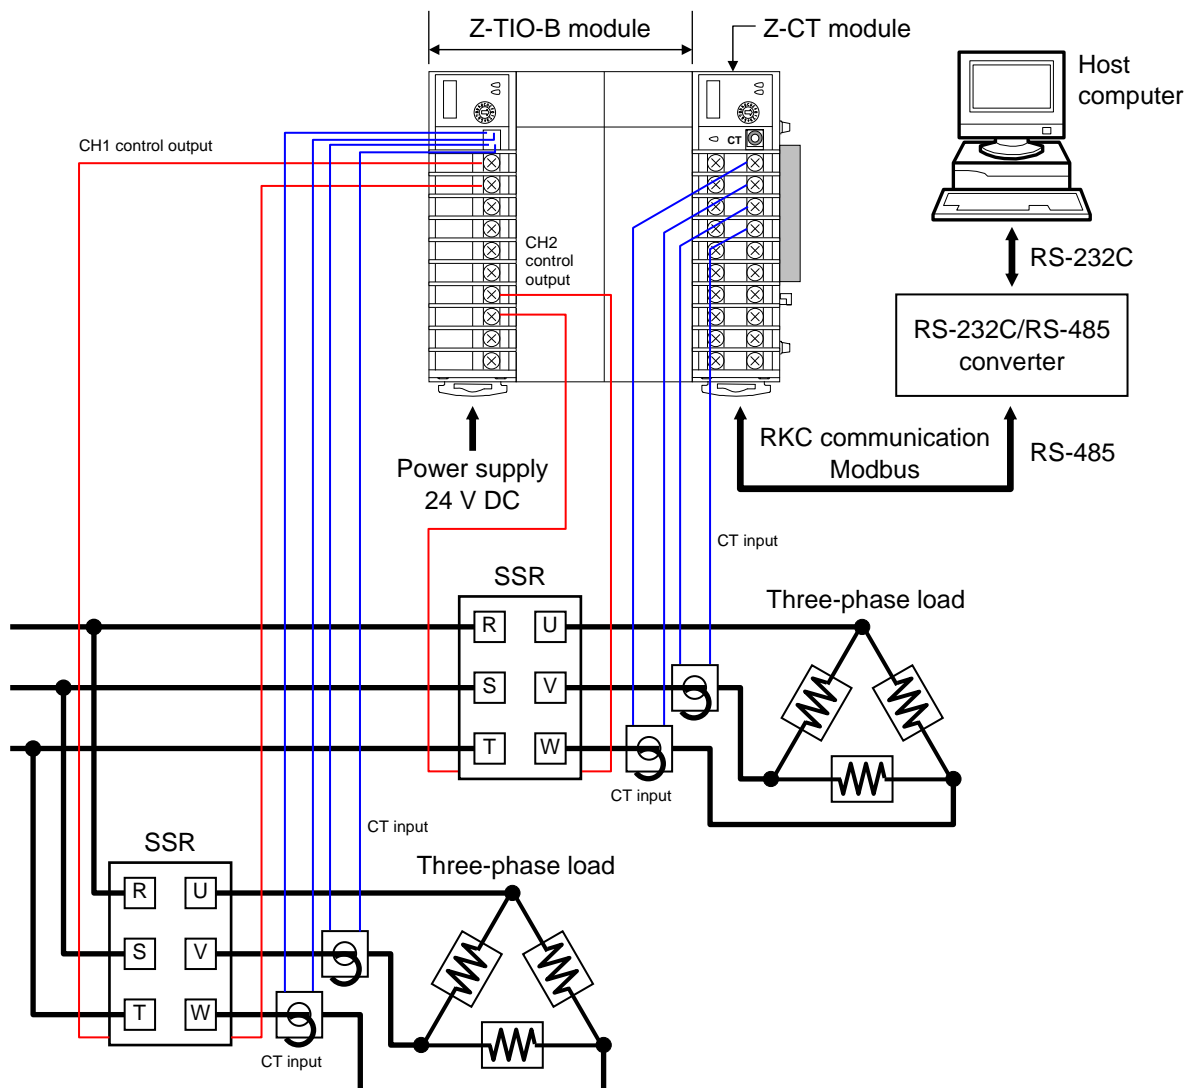 Z-TIO-B module
Z-CT module
Host
computer
CT
CH1 control output
CH2
control
output
RS-232C
RS-232C/RS-485
converter
RKC communication
Modbus
RS-485
Power supply
24 V DC
CT input
SSR
Three-phase load
R
U
S
V
T
W
CT input
CT input
SSR
Three-phase load
R
U
S
V
T
W
CT input